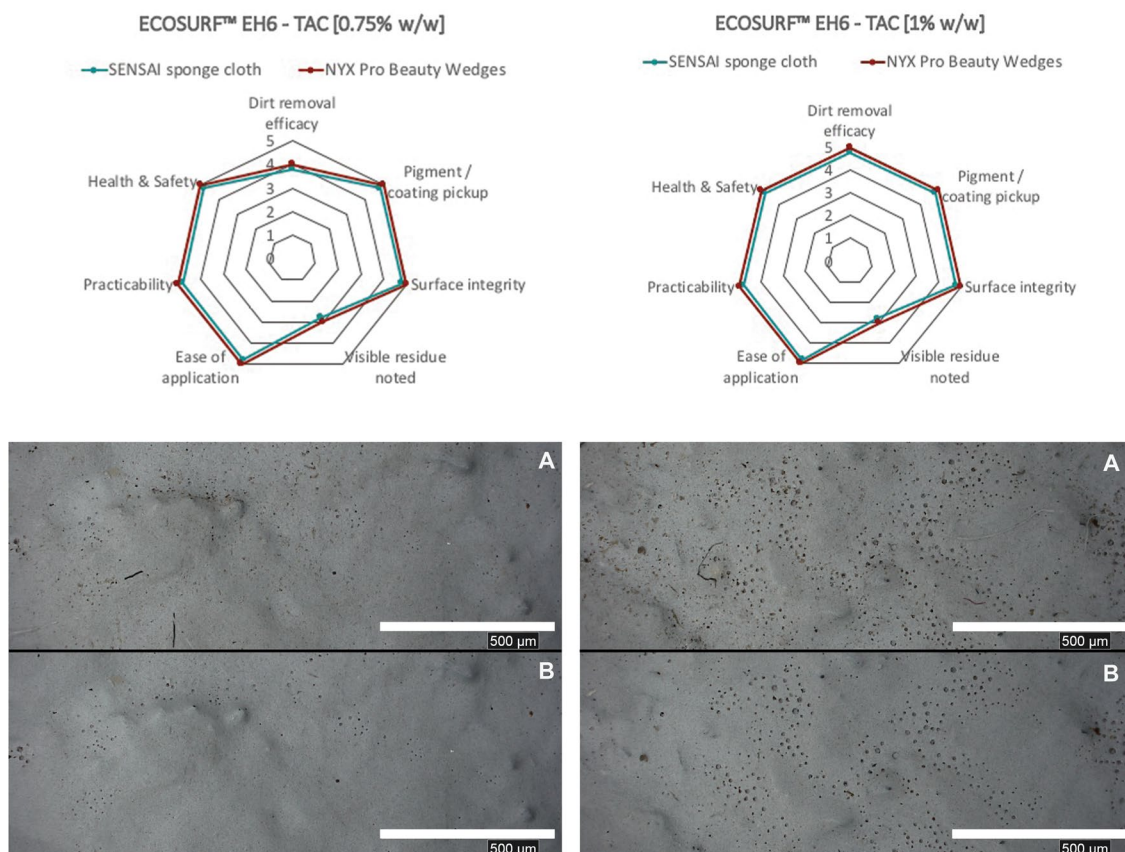 ECOSURF™ EH6 - TAC [0.75% w/w]
SENSAI sponge cloth
NYX Pro Beauty Wedges
Dirt removal
efficacy
5
4
3
2
1
0
Pigment /
coating pickup
Surface integrity
Visible residue
noted
Ease of
application
Practicability
Health & Safety
ECOSURF™ EH6 - TAC [1% w/w]
SENSAI sponge cloth
NYX Pro Beauty Wedges
Dirt removal
efficacy
5
4
3
2
1
0
Pigment /
coating pickup
Surface integrity
Visible residue
noted
Ease of
application
Practicability
Health & Safety
A
500 µm
B
500 µm
A
500 µm
B
500 µm